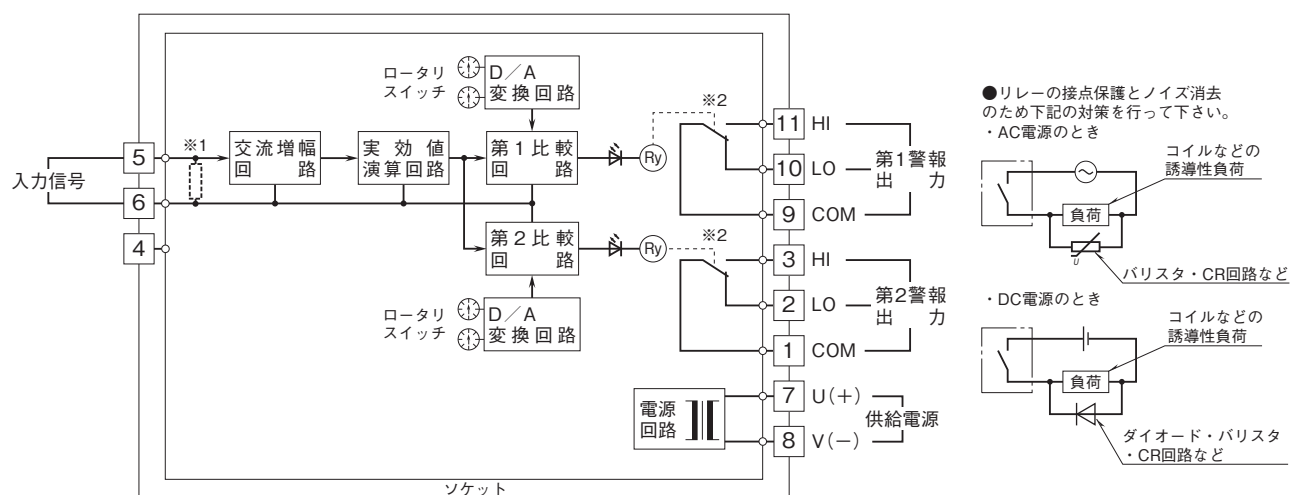 ロータリ
スイッチ
D／A
変換回路
※1
5
入力信号
6
4
交流増幅
回路
実効値
演算回路
第1比較
回路
Ry
※2
11 HI
10 LO
9 COM
第1警報
出力
第2比較
回路
Ry
※2
3 HI
2 LO
1 COM
第2警報
出力
ロータリ
スイッチ
D／A
変換回路
電源
回路
7 U(＋)
8 V(－)
供給電源
ソケット
●リレーの接点保護とノイズ消去
のため下記の対策を行って下さい。
・AC電源のとき
コイルなどの
誘導性負荷
負荷
U
バリスタ・CR回路など
・DC電源のとき
コイルなどの
誘導性負荷
負荷
ダイオード・バリスタ
・CR回路など